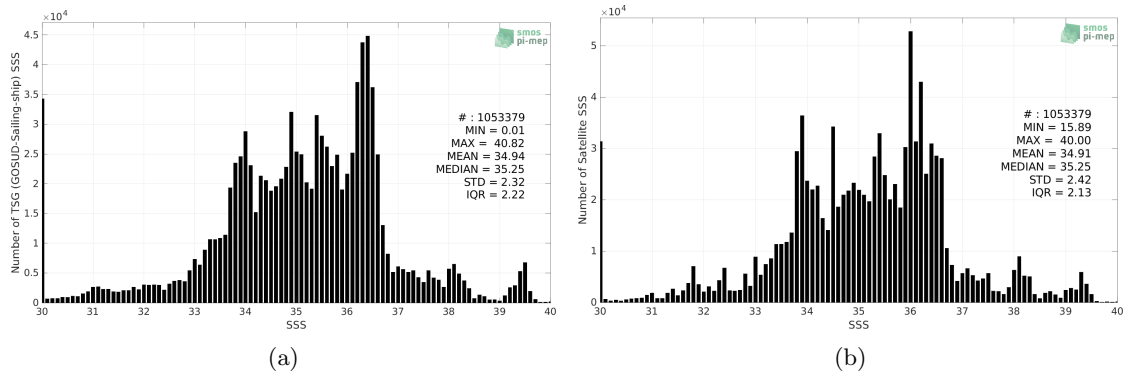 ×10⁴
smos
pi-mep
Number of TSG (GOSUD-Sailing-ship) SSS
4.5
4
3.5
3
2.5
2
1.5
1
0.5
0
# : 1053379
MIN = 0.01
MAX = 40.82
MEAN = 34.94
MEDIAN = 35.25
STD = 2.32
IQR = 2.22
30 31 32 33 34 35 36 37 38 39 40
SSS
(a)
×10⁴
smos
pi-mep
Number of Satellite SSS
5
4
3
2
1
0
# : 1053379
MIN = 15.89
MAX = 40.00
MEAN = 34.91
MEDIAN = 35.25
STD = 2.42
IQR = 2.13
30 31 32 33 34 35 36 37 38 39 40
SSS
(b)